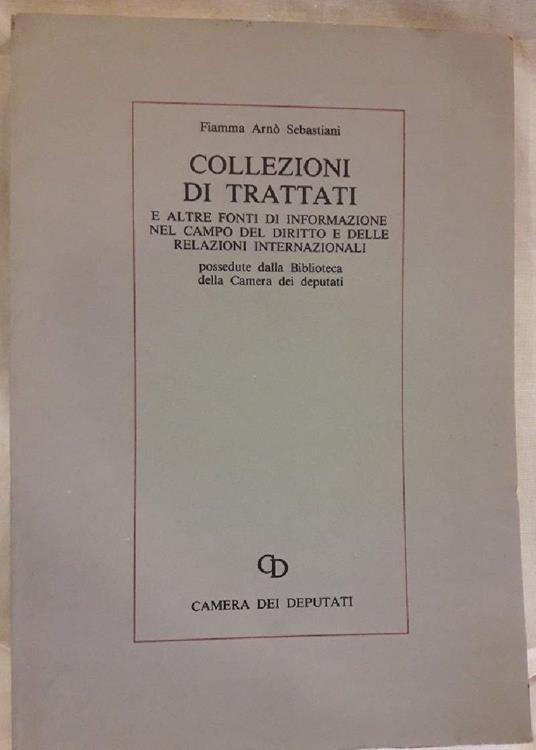 Fiamma Arnò Sebastiani
COLLEZIONI
DI TRATTATI
E ALTRE FONTI DI INFORMAZIONE
NEL CAMPO DEL DIRITTO E DELLE
RELAZIONI INTERNAZIONALI
possedute dalla Biblioteca
della Camera dei deputati
CD
CAMERA DEI DEPUTATI